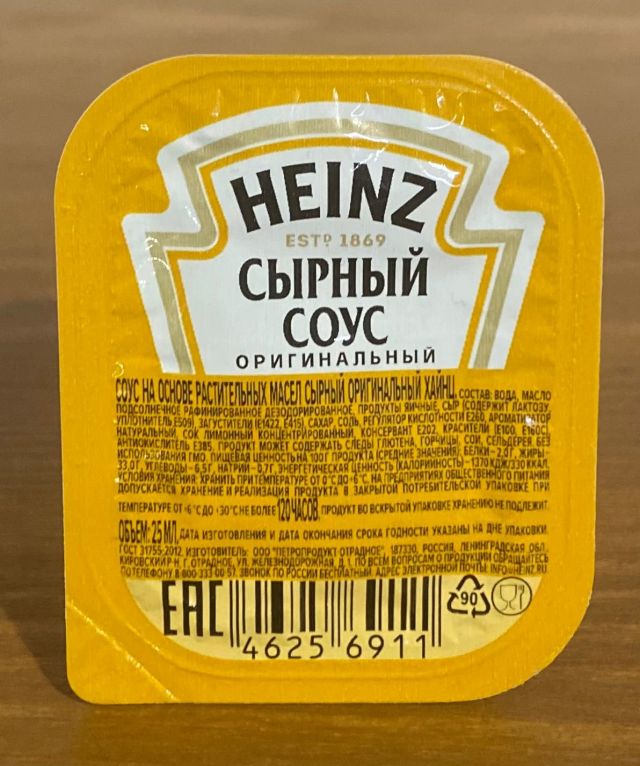 HEINZ
ESTD 1869
СЫРНЫЙ
СОУС
ОРИГИНАЛЬНЫЙ
СОУС НА ОСНОВЕ РАСТИТЕЛЬНЫХ МАСЕЛ СЫРНЫЙ ОРИГИНАЛЬНЫЙ ХАЙНЦ. СОСТАВ: ВОДА, МАСЛО
ПОДСОЛНЕЧНОЕ РАФИНИРОВАННОЕ ДЕЗОДОРИРОВАННОЕ, ПРОДУКТЫ ЯИЧНЫЕ, СЫР (СОДЕРЖИТ ЛАКТОЗУ,
УПЛОТНИТЕЛЬ E509), ЗАГУСТИТЕЛИ (E1422, E415), САХАР, СОЛЬ, РЕГУЛЯТОР КИСЛОТНОСТИ E260, АРОМАТИЗАТОР
НАТУРАЛЬНЫЙ, СОК ЛИМОННЫЙ КОНЦЕНТРИРОВАННЫЙ, КОНСЕРВАНТ E202, КРАСИТЕЛИ (E100, E160C),
АНТИОКИСЛИТЕЛЬ E385. ПРОДУКТ МОЖЕТ СОДЕРЖАТЬ СЛЕДЫ ГЛЮТЕНА, ГОРЧИЦЫ, СОИ, СЕЛЬДЕРЕЯ. БЕЗ
ИСПОЛЬЗОВАНИЯ ГМО. ПИЩЕВАЯ ЦЕННОСТЬ НА 100Г ПРОДУКТА (СРЕДНИЕ ЗНАЧЕНИЯ): БЕЛКИ - 2,0Г, ЖИРЫ -
33,0Г, УГЛЕВОДЫ - 6,5Г, НАТРИЙ - 0,7Г. ЭНЕРГЕТИЧЕСКАЯ ЦЕННОСТЬ (КАЛОРИЙНОСТЬ) - 1370 КДЖ/330 ККАЛ.
УСЛОВИЯ ХРАНЕНИЯ: ХРАНИТЬ ПРИ ТЕМПЕРАТУРЕ ОТ 0°C ДО +6°C. НА ПРЕДПРИЯТИЯХ ОБЩЕСТВЕННОГО ПИТАНИЯ
ДОПУСКАЕТСЯ ХРАНЕНИЕ И РЕАЛИЗАЦИЯ ПРОДУКТА В ЗАКРЫТОЙ ПОТРЕБИТЕЛЬСКОЙ УПАКОВКЕ ПРИ
ТЕМПЕРАТУРЕ ОТ +6°C ДО +30°C НЕ БОЛЕЕ 120 ЧАСОВ. ПРОДУКТ ВО ВСКРЫТОЙ УПАКОВКЕ ХРАНЕНИЮ НЕ ПОДЛЕЖИТ.
ОБЪЕМ: 25 МЛ. ДАТА ИЗГОТОВЛЕНИЯ И ДАТА ОКОНЧАНИЯ СРОКА ГОДНОСТИ УКАЗАНЫ НА ДНЕ УПАКОВКИ.
ГОСТ 31755-2012. ИЗГОТОВИТЕЛЬ: ООО "ПЕТРОПРОДУКТ-ОТРАДНОЕ", 187330, РОССИЯ, ЛЕНИНГРАДСКАЯ ОБЛ.,
КИРОВСКИЙ Р-Н, Г. ОТРАДНОЕ, УЛ. ЖЕЛЕЗНОДОРОЖНАЯ, Д. 1. ПО ВСЕМ ВОПРОСАМ О ПРОДУКЦИИ ОБРАЩАЙТЕСЬ
ПО ТЕЛЕФОНУ 8-800-333-00-57. ЗВОНОК ПО РОССИИ БЕСПЛАТНЫЙ. АДРЕС ЭЛЕКТРОННОЙ ПОЧТЫ: INFO@HEINZ.RU
EAC
4625 6911
90